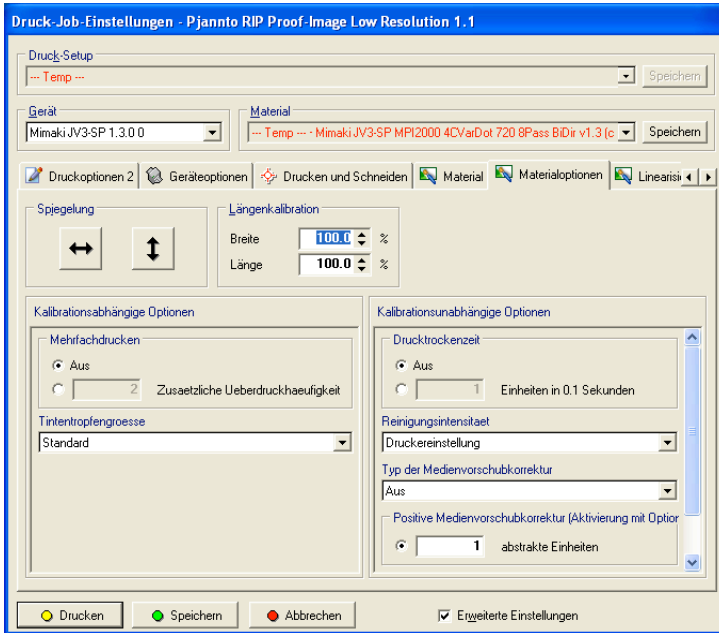 Druck-Job-Einstellungen - Pjannto RIP Proof-Image Low Resolution 1.1
Druck-Setup
--- Temp ---
Speichern
Gerät
Mimaki JV3-SP 1.3.0 0
Material
--- Temp --- - Mimaki JV3-SP MPI2000 4CVarDot 720 8Pass BiDir v1.3 (c
Speichern
Druckoptionen 2
Geräteoptionen
Drucken und Schneiden
Material
Materialoptionen
Linearisi
Spiegelung
Längenkalibration
Breite 100.0 %
Länge 100.0 %
Kalibrationsabhängige Optionen
Mehrfachdrucken
Aus
2 Zusaetzliche Ueberdruckhaeufigkeit
Tintentropfengroesse
Standard
Kalibrationsunabhängige Optionen
Drucktrockenzeit
Aus
1 Einheiten in 0.1 Sekunden
Reinigungsintensitaet
Druckereinstellung
Typ der Medienvorschubkorrektur
Aus
Positive Medienvorschubkorrektur (Aktivierung mit Option
1 abstrakte Einheiten
Drucken
Speichern
Abbrechen
Erweiterte Einstellungen